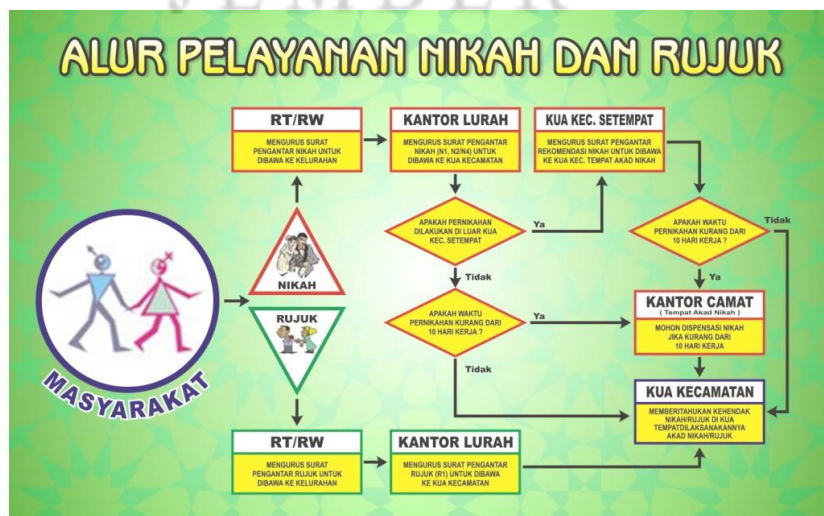 JEMBER
ALUR PELAYANAN NIKAH DAN RUJUK
MASYARAKAT
NIKAH
RUJUK
RT/RW
MENGURUS SURAT
PENGANTAR NIKAH UNTUK
DIBAWA KE KELURAHAN
KANTOR LURAH
MENGURUS SURAT PENGANTAR
NIKAH (N1, N2/N4) UNTUK
DIBAWA KE KUA KECAMATAN
KUA KEC. SETEMPAT
MENGURUS SURAT PENGANTAR
REKOMENDASI NIKAH UNTUK DIBAWA
KE KUA KEC. TEMPAT AKAD NIKAH
APAKAH PERNIKAHAN
DILAKUKAN DI LUAR KUA
KEC. SETEMPAT
Ya
Tidak
APAKAH WAKTU
PERNIKAHAN KURANG DARI
10 HARI KERJA ?
Tidak
Ya
APAKAH WAKTU
PERNIKAHAN KURANG DARI
10 HARI KERJA ?
Ya
Tidak
KANTOR CAMAT
( Tempat Akad Nikah )
MOHON DISPENSASI NIKAH
JIKA KURANG DARI
10 HARI KERJA
KUA KECAMATAN
MEMBERITAHUKAN KEHENDAK
NIKAH/RUJUK DI KUA
TEMPATDILAKSANAKANNYA
AKAD NIKAH/RUJUK
RT/RW
MENGURUS SURAT
PENGANTAR RUJUK UNTUK
DIBAWA KE KELURAHAN
KANTOR LURAH
MENGURUS SURAT PENGANTAR
RUJUK (R1) UNTUK DIBAWA
KE KUA KECAMATAN